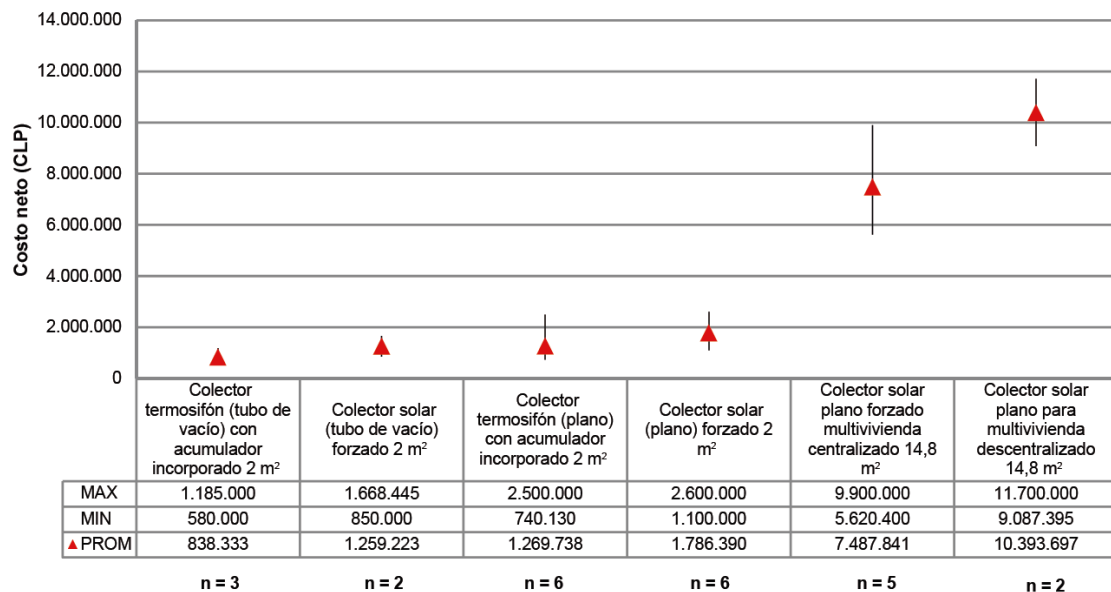 14.000.000
12.000.000
10.000.000
8.000.000
6.000.000
4.000.000
2.000.000
0
Costo neto (CLP)
Colector
termosifón (tubo de
vacío) con
acumulador
incorporado 2 m²
Colector solar
(tubo de vacío)
forzado 2 m²
Colector
termosifón (plano)
con acumulador
incorporado 2 m²
Colector solar
(plano) forzado 2
m²
Colector solar
plano forzado
multivivienda
centralizado 14,8
m²
Colector solar
plano para
multivivienda
descentralizado
14,8 m²
MAX 1.185.000 1.668.445 2.500.000 2.600.000 9.900.000 11.700.000
MIN 580.000 850.000 740.130 1.100.000 5.620.400 9.087.395
▲PROM 838.333 1.259.223 1.269.738 1.786.390 7.487.841 10.393.697
n = 3 n = 2 n = 6 n = 6 n = 5 n = 2